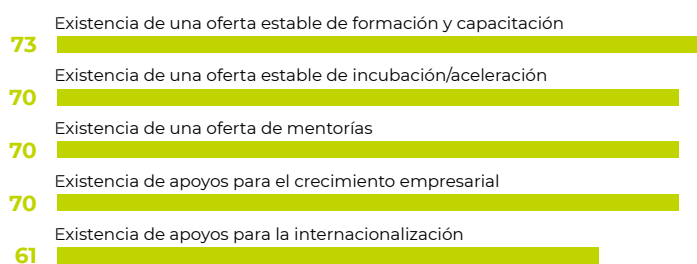 Existencia de una oferta estable de formación y capacitación
73
Existencia de una oferta estable de incubación/aceleración
70
Existencia de una oferta de mentorías
70
Existencia de apoyos para el crecimiento empresarial
70
Existencia de apoyos para la internacionalización
61